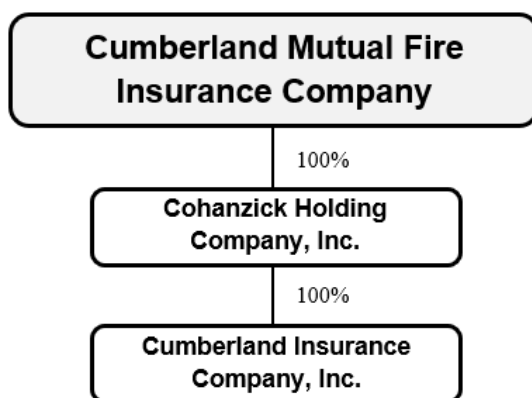 Cumberland Mutual Fire
Insurance Company
100%
Cohanzick Holding
Company, Inc.
100%
Cumberland Insurance
Company, Inc.